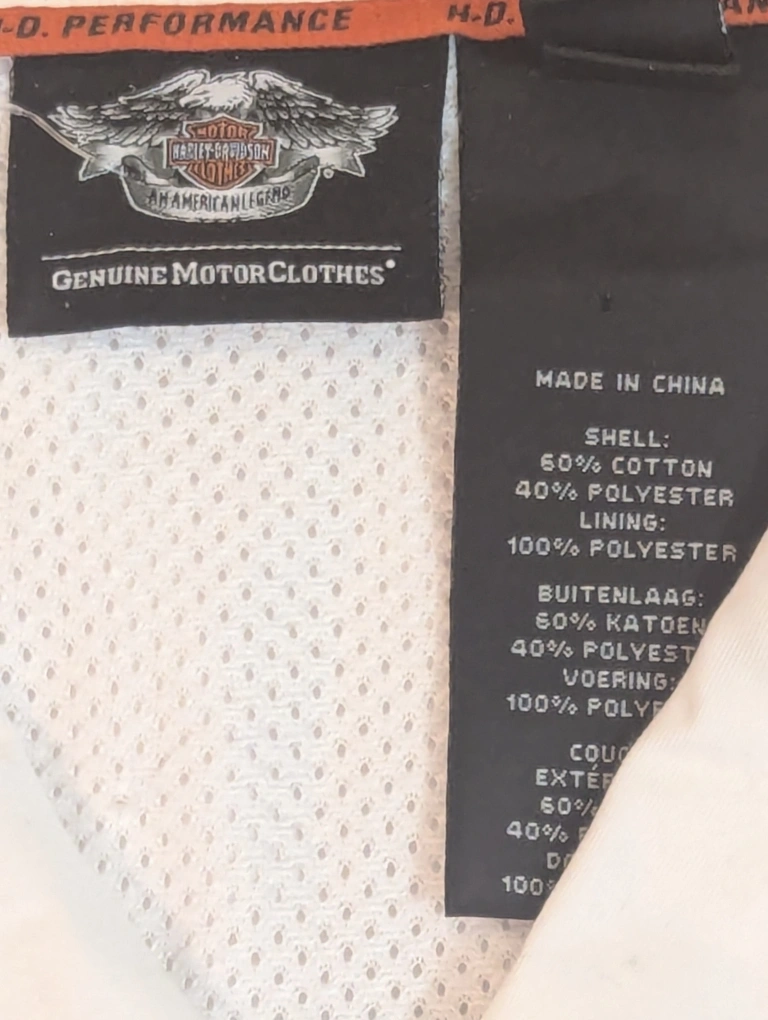 -D. PERFORMANCE H-D.
MOTOR
HARLEY-DAVIDSON
CLOTHES
AN AMERICAN LEGEND
GENUINE MOTORCLOTHES
MADE IN CHINA
SHELL:
60% COTTON
40% POLYESTER
LINING:
100% POLYESTER
BUITENLAAG:
60% KATOEN
40% POLYEST
VOERING:
100% POLY
COUC
EXTÉ
60%
40%
100